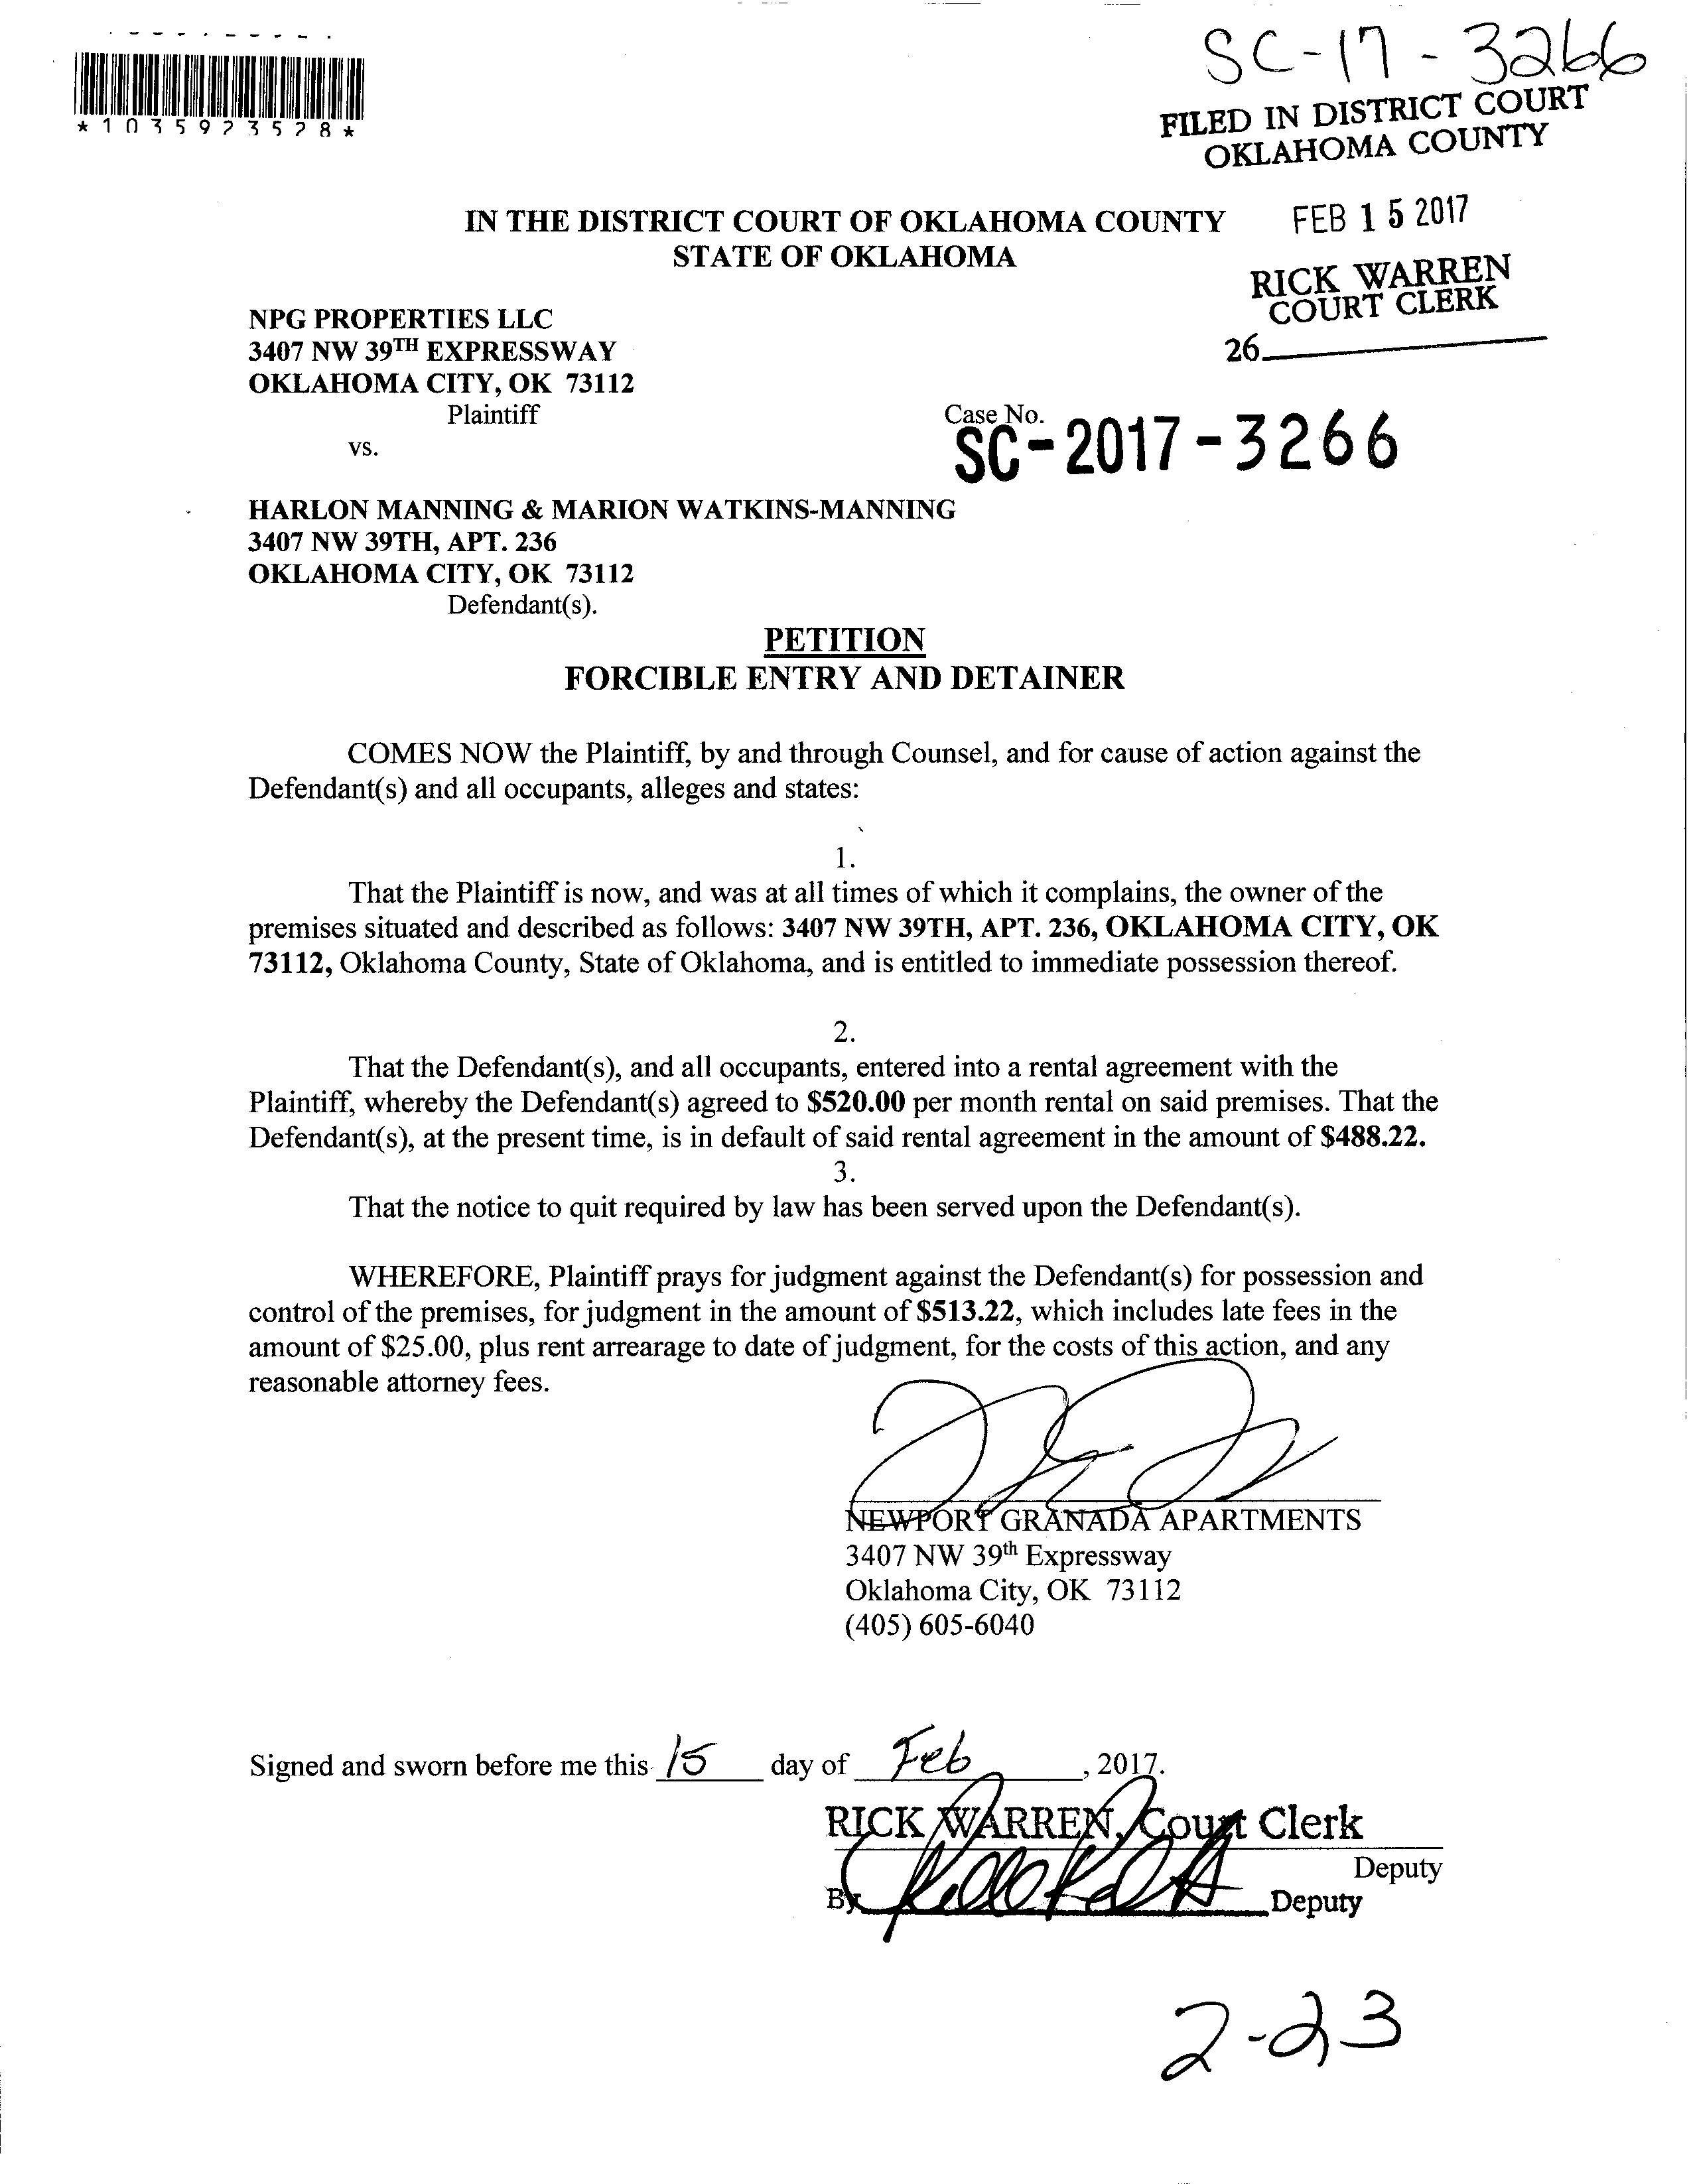 SC-17-3266
*1035923528*
FILED IN DISTRICT COURT
OKLAHOMA COUNTY
IN THE DISTRICT COURT OF OKLAHOMA COUNTY
STATE OF OKLAHOMA
FEB 15 2017
RICK WARREN
COURT CLERK
26
NPG PROPERTIES LLC
3407 NW 39TH EXPRESSWAY
OKLAHOMA CITY, OK 73112
Plaintiff
vs.
Case No.
SC-2017-3266
HARLON MANNING & MARION WATKINS-MANNING
3407 NW 39TH, APT. 236
OKLAHOMA CITY, OK 73112
Defendant(s).
PETITION
FORCIBLE ENTRY AND DETAINER
COMES NOW the Plaintiff, by and through Counsel, and for cause of action against the
Defendant(s) and all occupants, alleges and states:
1.
That the Plaintiff is now, and was at all times of which it complains, the owner of the
premises situated and described as follows: 3407 NW 39TH, APT. 236, OKLAHOMA CITY, OK
73112, Oklahoma County, State of Oklahoma, and is entitled to immediate possession thereof.
2.
That the Defendant(s), and all occupants, entered into a rental agreement with the
Plaintiff, whereby the Defendant(s) agreed to $520.00 per month rental on said premises. That the
Defendant(s), at the present time, is in default of said rental agreement in the amount of $488.22.
3.
That the notice to quit required by law has been served upon the Defendant(s).
WHEREFORE, Plaintiff prays for judgment against the Defendant(s) for possession and
control of the premises, for judgment in the amount of $513.22, which includes late fees in the
amount of $25.00, plus rent arrearage to date of judgment, for the costs of this action, and any
reasonable attorney fees.
NEWPORT GRANADA APARTMENTS
3407 NW 39th Expressway
Oklahoma City, OK 73112
(405) 605-6040
Signed and sworn before me this 15 day of Feb, 2017.
RICK WARREN, Court Clerk
Deputy
By Deputy
2-23